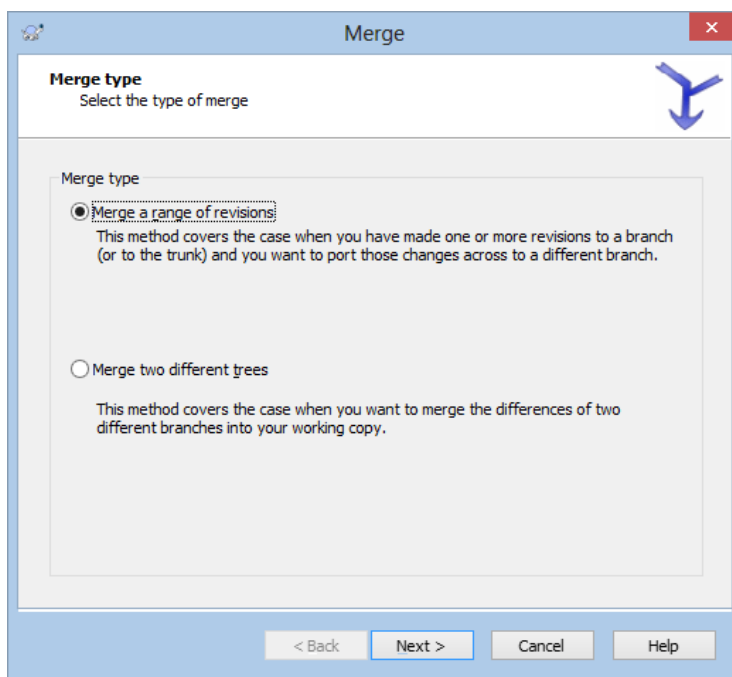 Merge
Merge type
Select the type of merge
Merge type
Merge a range of revisions
This method covers the case when you have made one or more revisions to a branch
(or to the trunk) and you want to port those changes across to a different branch.
Merge two different trees
This method covers the case when you want to merge the differences of two
different branches into your working copy.
< Back Next > Cancel Help